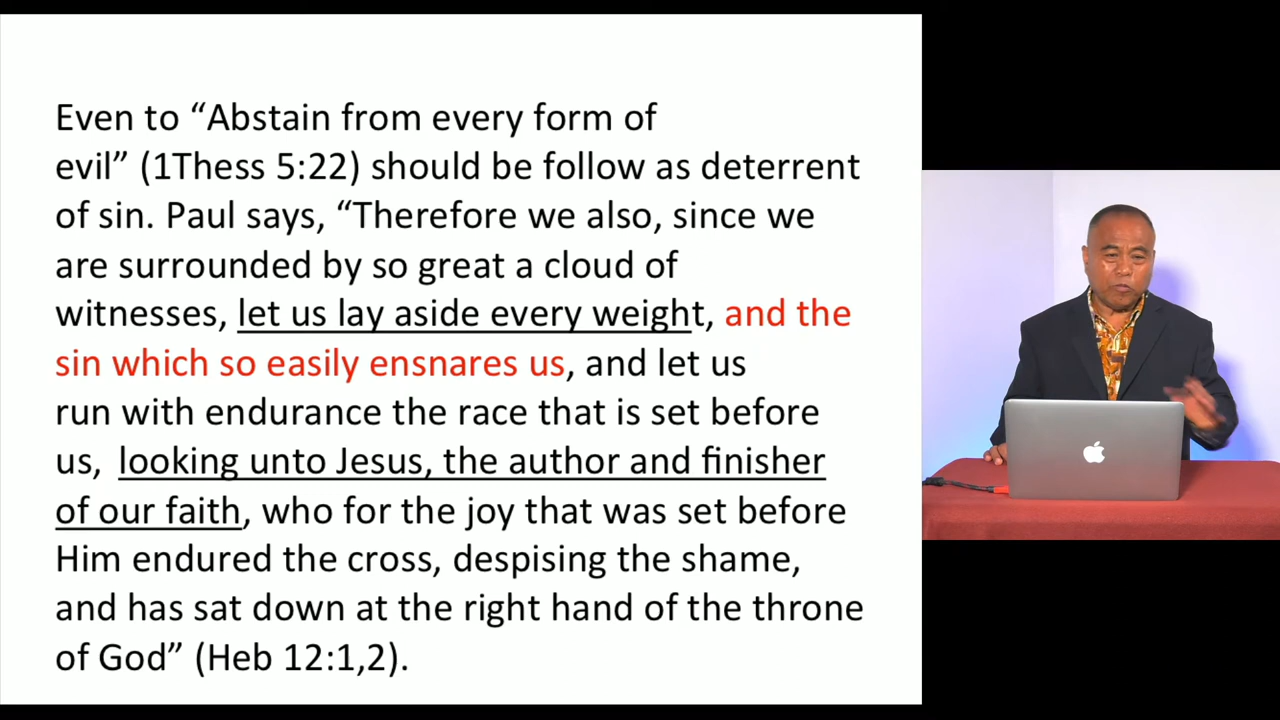 Even to “Abstain from every form of
evil” (1Thess 5:22) should be follow as deterrent
of sin. Paul says, “Therefore we also, since we
are surrounded by so great a cloud of
witnesses, let us lay aside every weight, and the
sin which so easily ensnares us, and let us
run with endurance the race that is set before
us, looking unto Jesus, the author and finisher
of our faith, who for the joy that was set before
Him endured the cross, despising the shame,
and has sat down at the right hand of the throne
of God” (Heb 12:1,2).